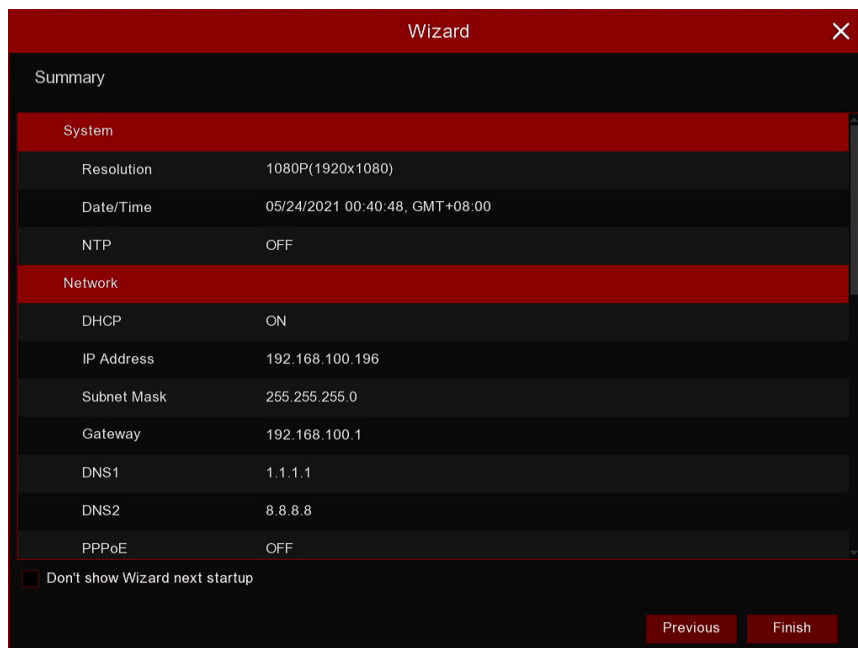 Wizard
Summary
System
Resolution 1080P(1920x1080)
Date/Time 05/24/2021 00:40:48, GMT+08:00
NTP OFF
Network
DHCP ON
IP Address 192.168.100.196
Subnet Mask 255.255.255.0
Gateway 192.168.100.1
DNS1 1.1.1.1
DNS2 8.8.8.8
PPPoE OFF
Don't show Wizard next startup
Previous Finish